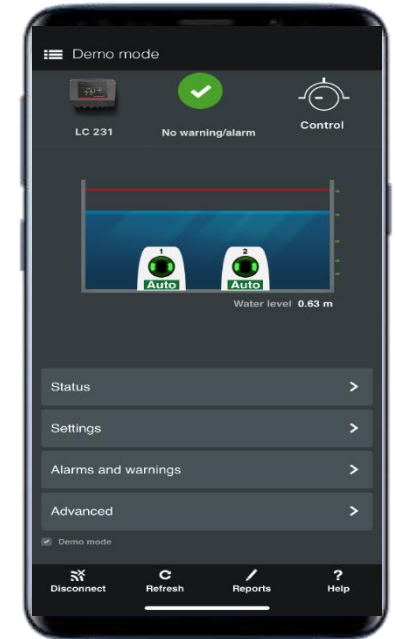 Demo mode
LC 231
No warning/alarm
Control
1
2
Auto
Auto
Water level 0.63 m
Status
Settings
Alarms and warnings
Advanced
Demo mode
Disconnect
Refresh
Reports
? Help